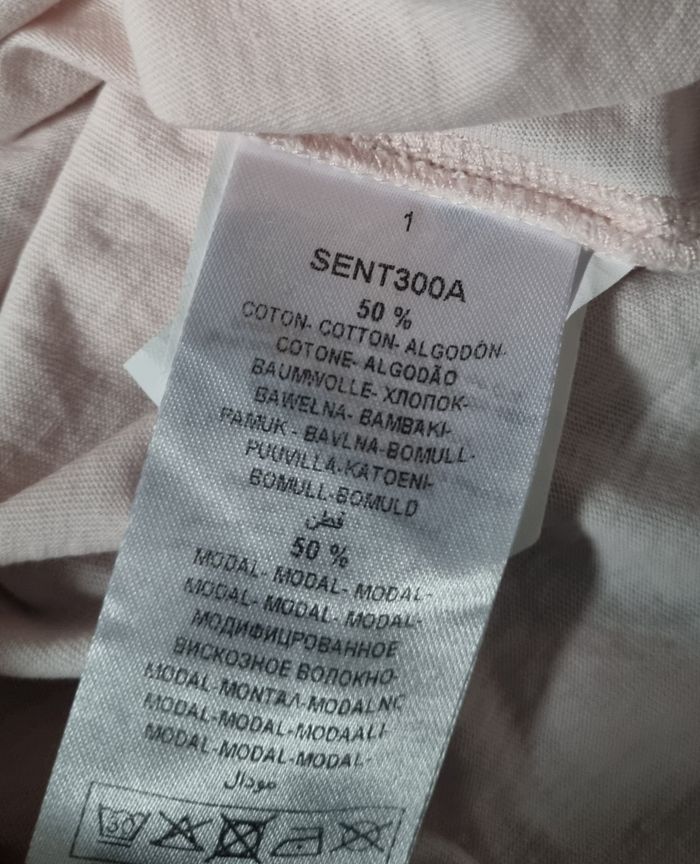 1
SENT300A
50 %
COTON- COTTON- ALGODÓN-
COTONE- ALGODÃO
BAUMWOLLE- ХЛОПОК-
BAWEŁNA- BAMBAKI-
PAMUK - BAVLNA-BOMULL-
PUUVILLA-KATOENI-
BOMULL-BOMULD
قطن
50 %
MODAL- MODAL- MODAL-
MODAL- MODAL- MODAL-
МОДИФИЦИРОВАННОЕ
ВИСКОЗНОЕ ВОЛОКНО-
MODAL-MONTAΛ-MODALNC
MODAL-MODAL-MODAALI-
MODAL-MODAL-MODAL-
مودال
30